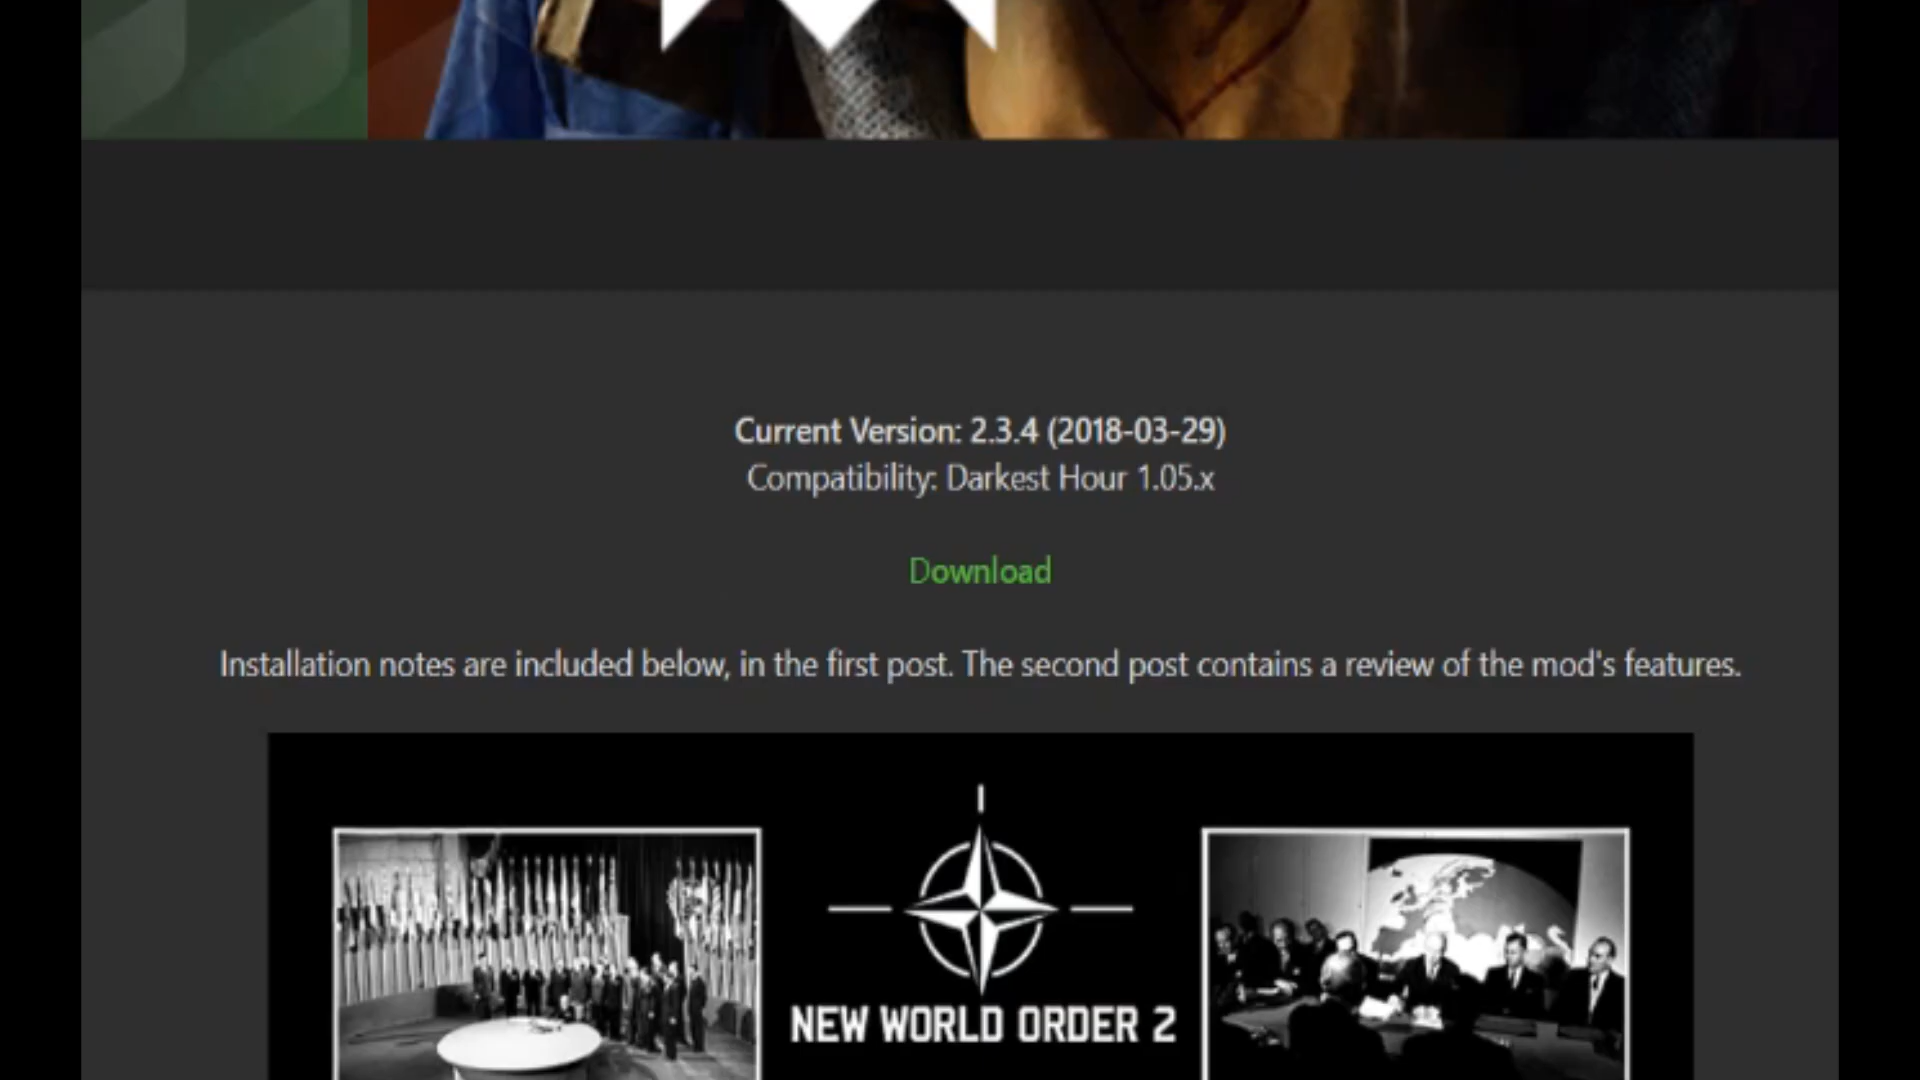 Current Version: 2.3.4 (2018-03-29)
Compatibility: Darkest Hour 1.05.x
Download
Installation notes are included below, in the first post. The second post contains a review of the mod's features.
NEW WORLD ORDER 2